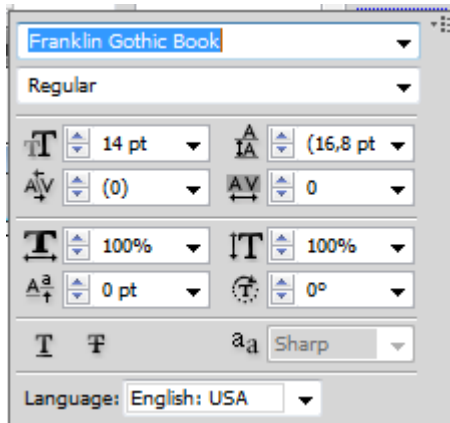 Franklin Gothic Book
Regular
14 pt (16,8 pt
(0) 0
100% 100%
0 pt 0°
T T aa Sharp
Language: English: USA